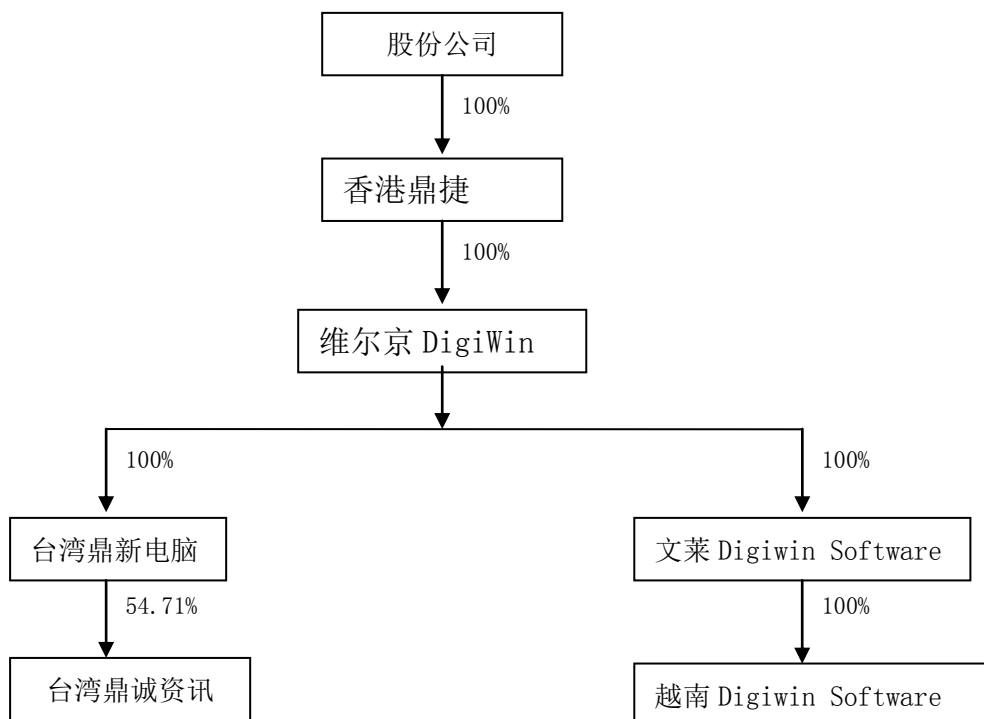 股份公司
100%
香港鼎捷
100%
维尔京 DigiWin
100%
100%
台湾鼎新电脑
文莱 Digiwin Software
54.71%
100%
台湾鼎诚资讯
越南 Digiwin Software